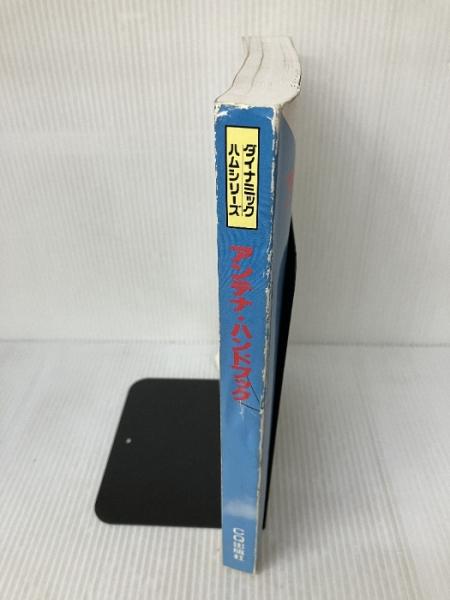 ダイナミック
ハムシリーズ
アンテナ・ハンドブック
CQ出版社